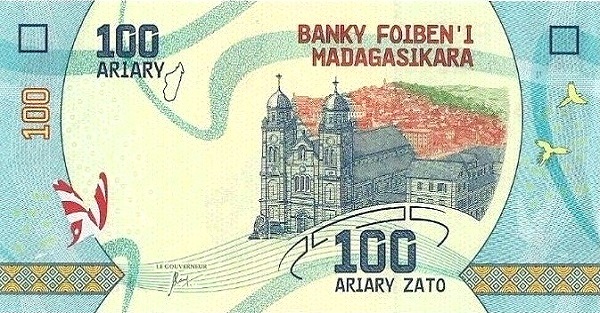 100
ARIARY
BANKY FOIBEN'I
MADAGASIKARA
100
LE GOUVERNEUR
100
ARIARY ZATO